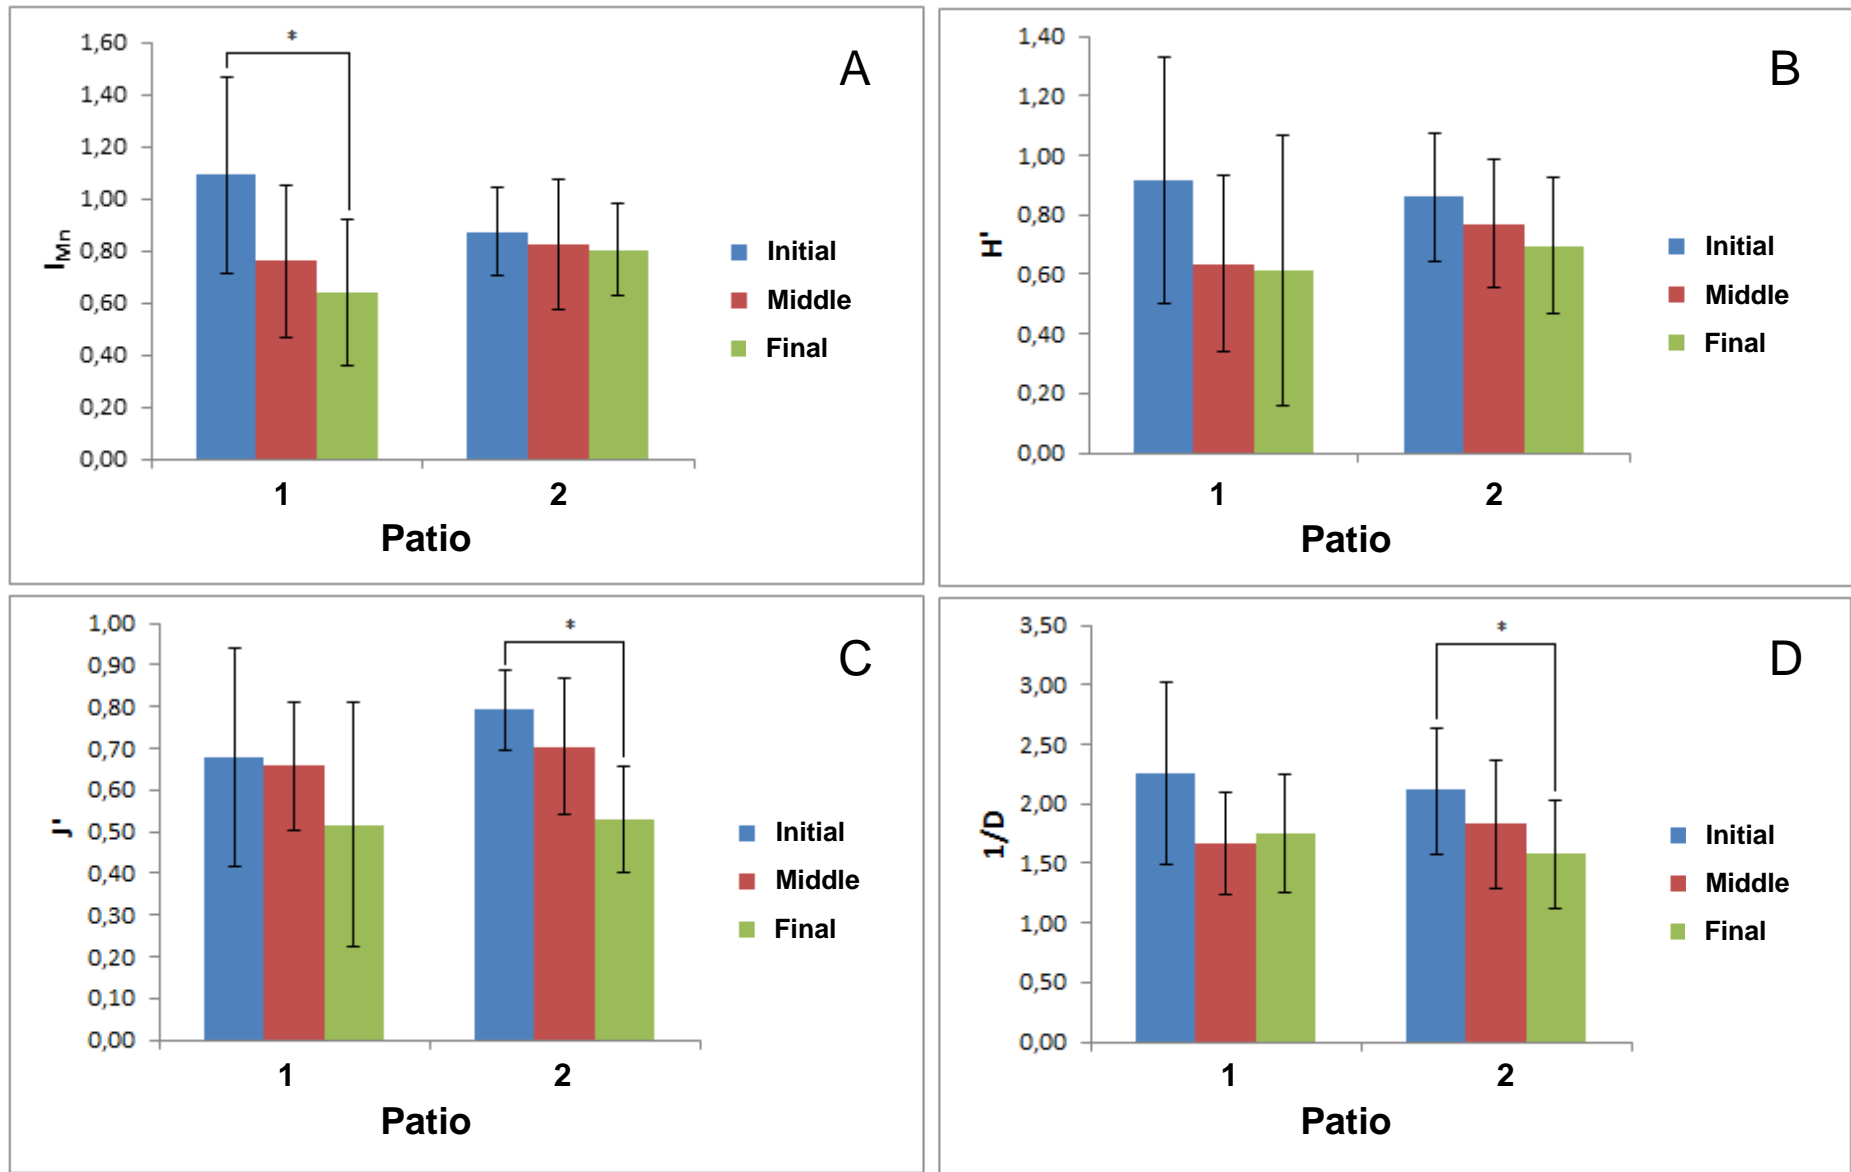 A
*
1,60
1,40
1,20
1,00
0,80
0,60
0,40
0,20
0,00
I_Mn
1 2
Patio
Initial
Middle
Final
B
1,40
1,20
1,00
0,80
0,60
0,40
0,20
0,00
H'
1 2
Patio
Initial
Middle
Final
C
*
1,00
0,90
0,80
0,70
0,60
0,50
0,40
0,30
0,20
0,10
0,00
J'
1 2
Patio
Initial
Middle
Final
D
*
3,50
3,00
2,50
2,00
1,50
1,00
0,50
0,00
1/D
1 2
Patio
Initial
Middle
Final